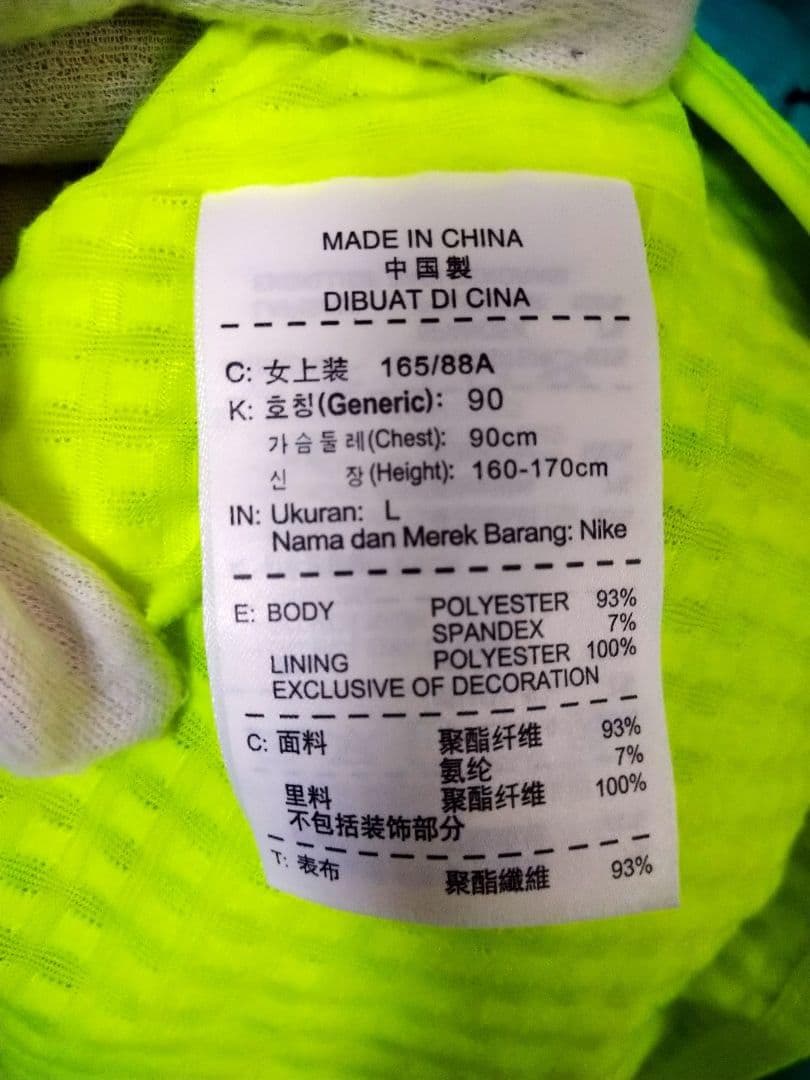 MADE IN CHINA
中国製
DIBUAT DI CINA
C: 女上装 165/88A
K: 호칭(Generic): 90
가슴둘레(Chest): 90cm
신 장(Height): 160-170cm
IN: Ukuran: L
Nama dan Merek Barang: Nike
E: BODY POLYESTER 93%
SPANDEX 7%
LINING POLYESTER 100%
EXCLUSIVE OF DECORATION
C: 面料 聚酯纤维 93%
氨纶 7%
里料 聚酯纤维 100%
不包括装饰部分
T: 表布 聚酯纖維 93%